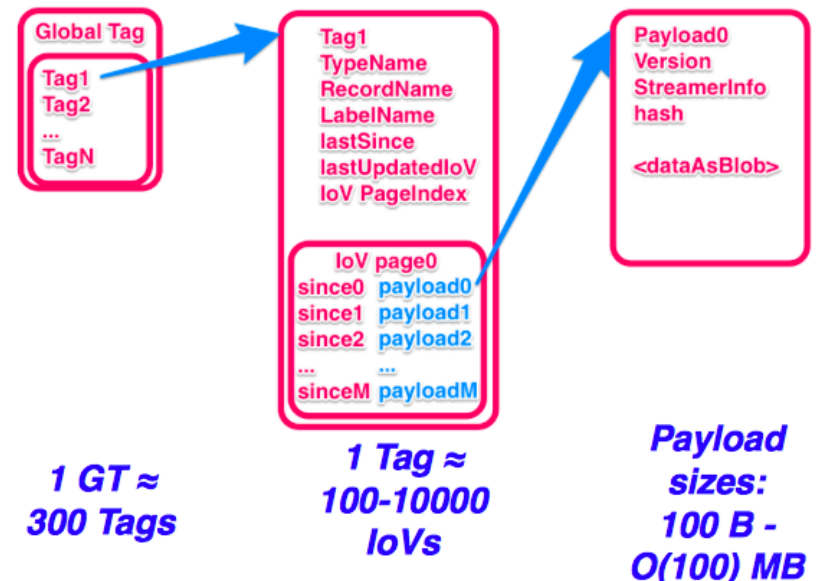 Global Tag
Tag1
Tag2
...
TagN
Tag1
TypeName
RecordName
LabelName
lastSince
lastUpdatedIoV
IoV PageIndex
IoV page0
since0 payload0
since1 payload1
since2 payload2
... ...
sinceM payloadM
Payload0
Version
StreamerInfo
hash
<dataAsBlob>
1 GT ≈
300 Tags
1 Tag ≈
100-10000
IoVs
Payload
sizes:
100 B -
O(100) MB